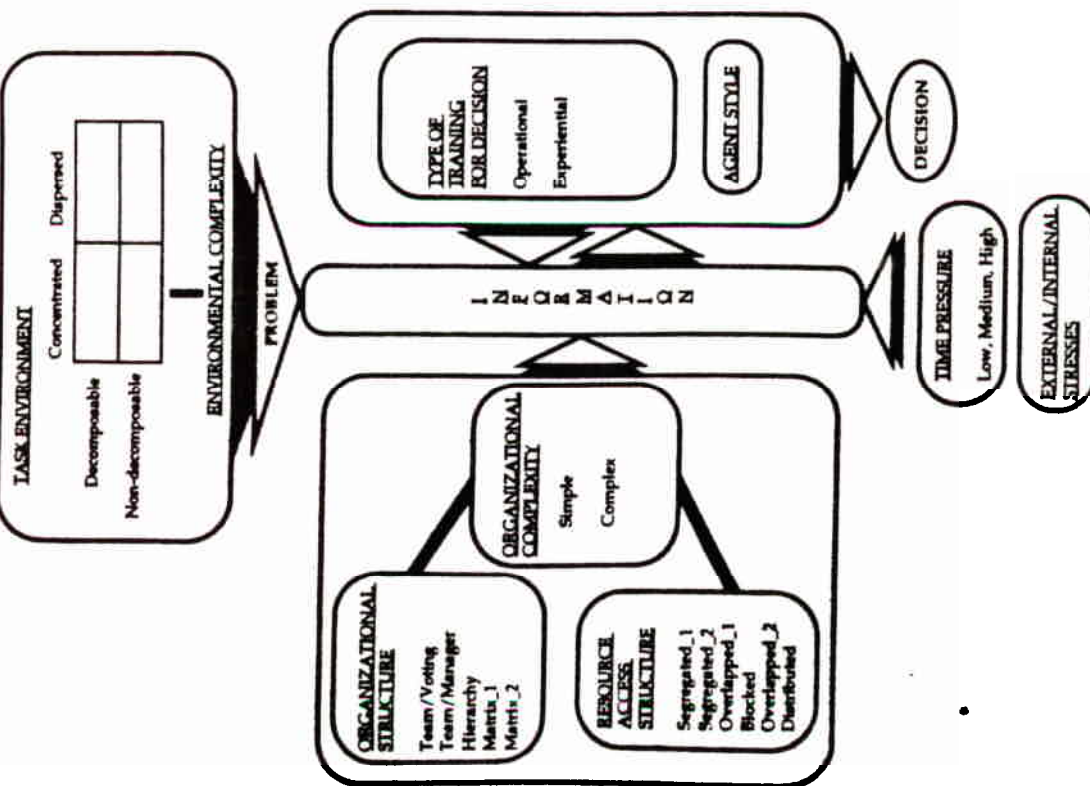 TASK ENVIRONMENT
Concentrated Dispersed
Decomposable
Non-decomposable
ENVIRONMENTAL COMPLEXITY
PROBLEM
ORGANIZATIONAL
STRUCTURE
Team/Voting
Team/Manager
Hierarchy
Matrix_1
Matrix_2
RESOURCE
ACCESS
STRUCTURE
Segregated_1
Segregated_2
Overlapped_1
Blocked
Overlapped_2
Distributed
ORGANIZATIONAL
COMPLEXITY
Simple
Complex
I
N
F
O
R
M
A
T
I
O
N
TYPE OF
TRAINING
FOR DECISION
Operational
Experiential
AGENT STYLE
DECISION
TIME PRESSURE
Low, Medium, High
EXTERNAL/INTERNAL
STRESSES